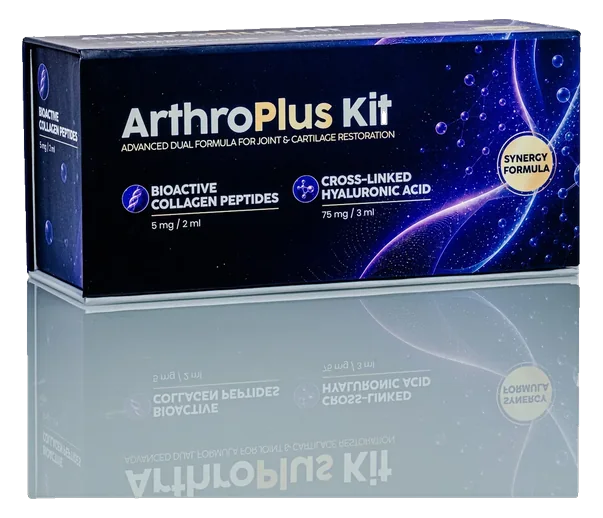 BIOACTIVE
COLLAGEN PEPTIDES
5 mg / 2 ml
ArthroPlus Kit
ADVANCED DUAL FORMULA FOR JOINT & CARTILAGE RESTORATION
BIOACTIVE
COLLAGEN PEPTIDES
5 mg / 2 ml
CROSS-LINKED
HYALURONIC ACID
75 mg / 3 ml
SYNERGY
FORMULA